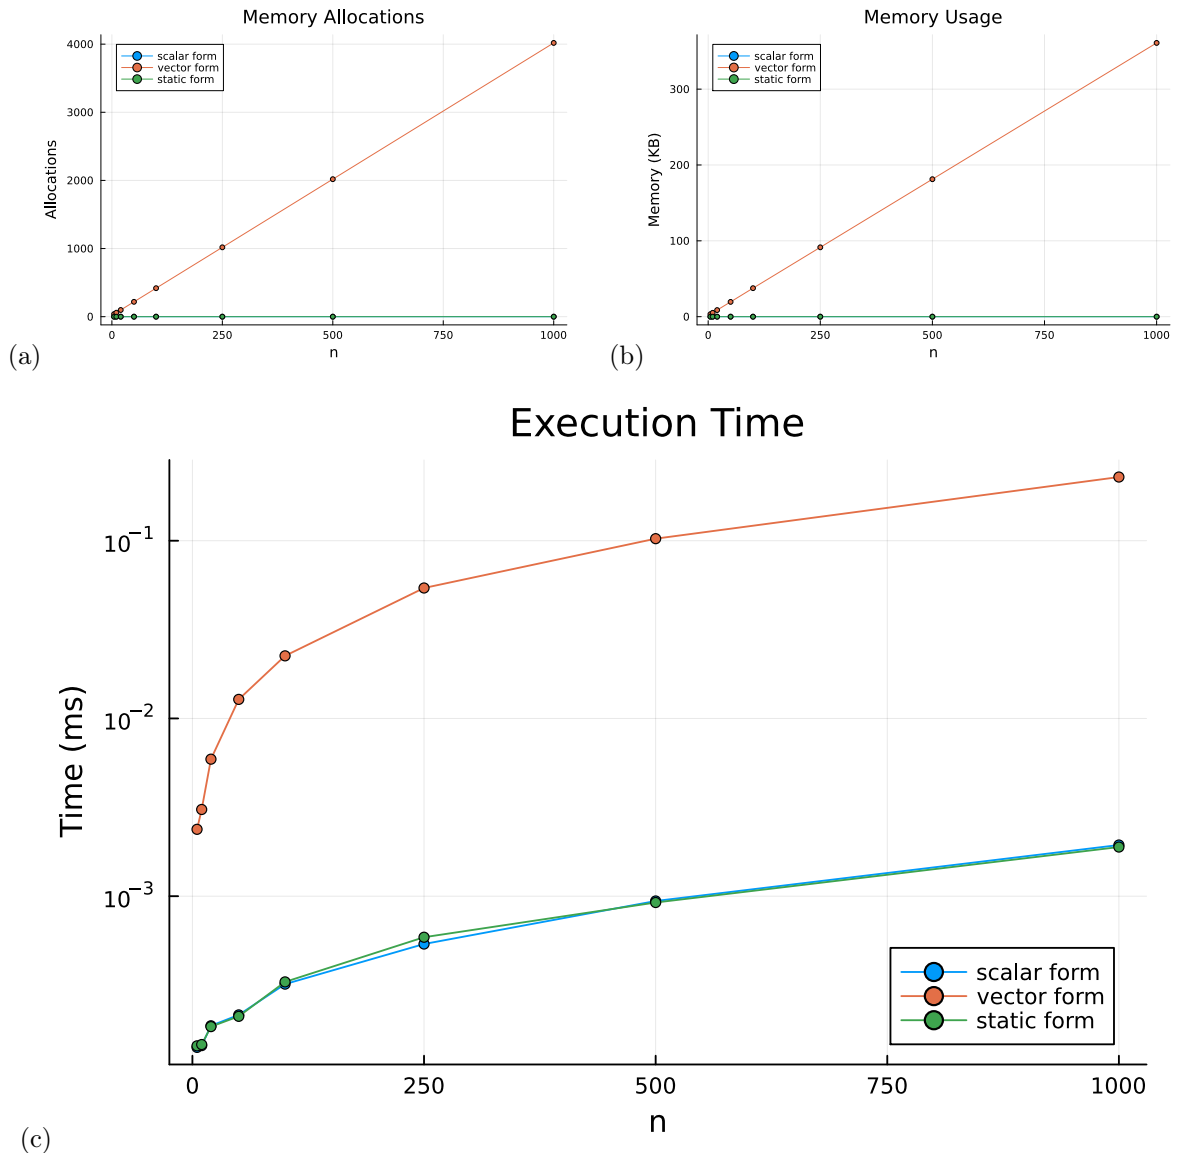 Memory Allocations
scalar form
vector form
static form
Allocations
4000
3000
2000
1000
0
0
250
500
750
1000
n
(a)
Memory Usage
scalar form
vector form
static form
Memory (KB)
300
200
100
0
0
250
500
750
1000
n
(b)
Execution Time
Time (ms)
10⁻¹
10⁻²
10⁻³
scalar form
vector form
static form
0
250
500
750
1000
n
(c)